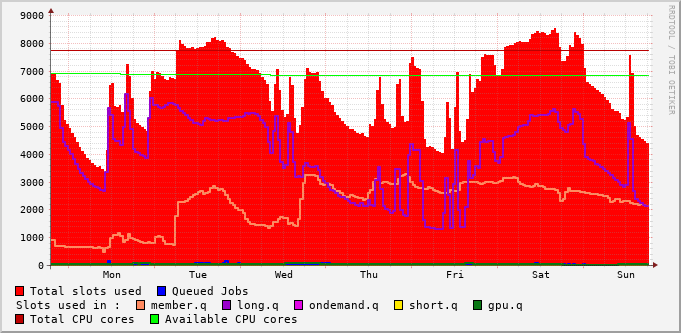 9000
8000
7000
6000
5000
4000
3000
2000
1000
0
Mon Tue Wed Thu Fri Sat Sun
RRDTOOL / TOBI OETIKER
Total slots used Queued Jobs
Slots used in : member.q long.q ondemand.q short.q gpu.q
Total CPU cores Available CPU cores